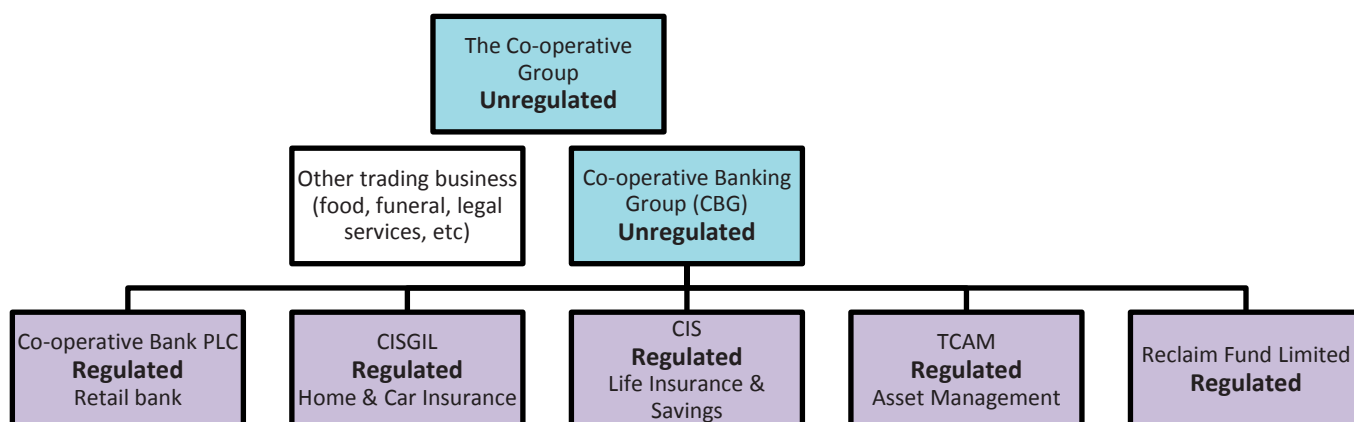 The Co-operative
Group
Unregulated
Other trading business
(food, funeral, legal
services, etc)
Co-operative Banking
Group (CBG)
Unregulated
Co-operative Bank PLC
Regulated
Retail bank
CISGIL
Regulated
Home & Car Insurance
CIS
Regulated
Life Insurance &
Savings
TCAM
Regulated
Asset Management
Reclaim Fund Limited
Regulated